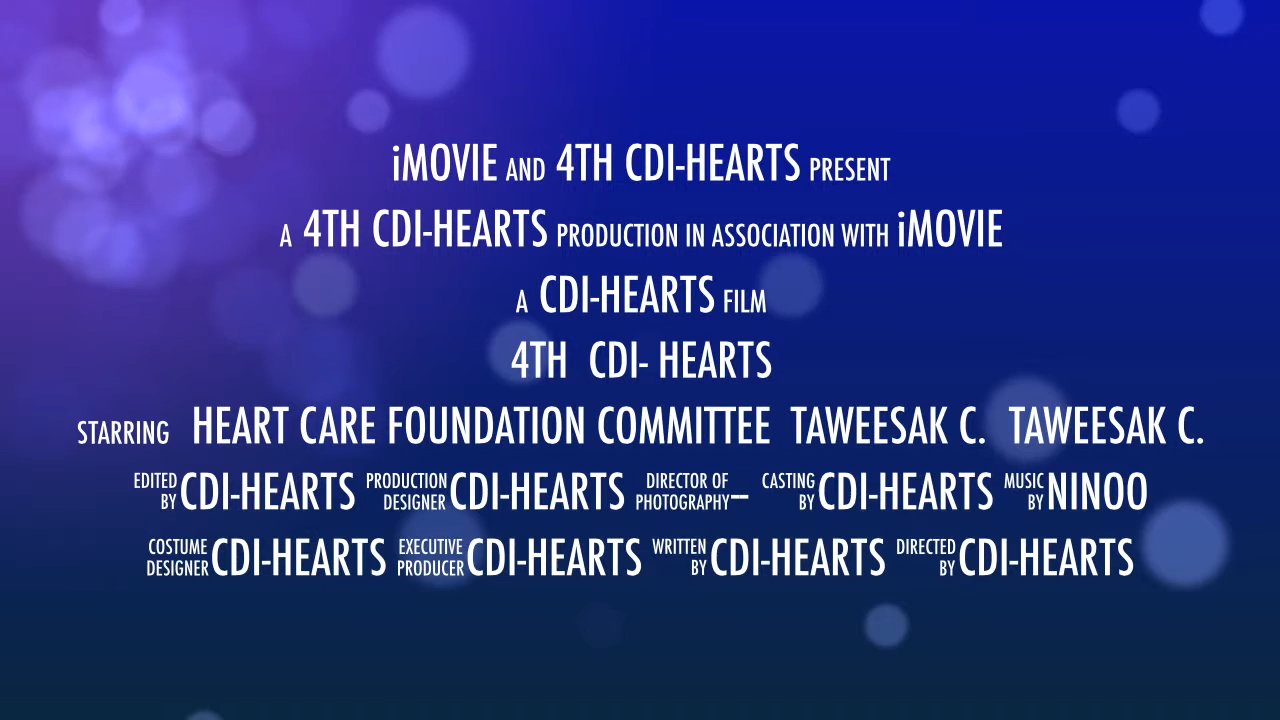 iMOVIE AND 4TH CDI-HEARTS PRESENT
A 4TH CDI-HEARTS PRODUCTION IN ASSOCIATION WITH iMOVIE
A CDI-HEARTS FILM
4TH CDI- HEARTS
STARRING HEART CARE FOUNDATION COMMITTEE TAWEESAK C. TAWEESAK C.
EDITED BY CDI-HEARTS PRODUCTION DESIGNER CDI-HEARTS DIRECTOR OF PHOTOGRAPHY– CASTING BY CDI-HEARTS MUSIC BY NINOO
COSTUME DESIGNER CDI-HEARTS EXECUTIVE PRODUCER CDI-HEARTS WRITTEN BY CDI-HEARTS DIRECTED BY CDI-HEARTS